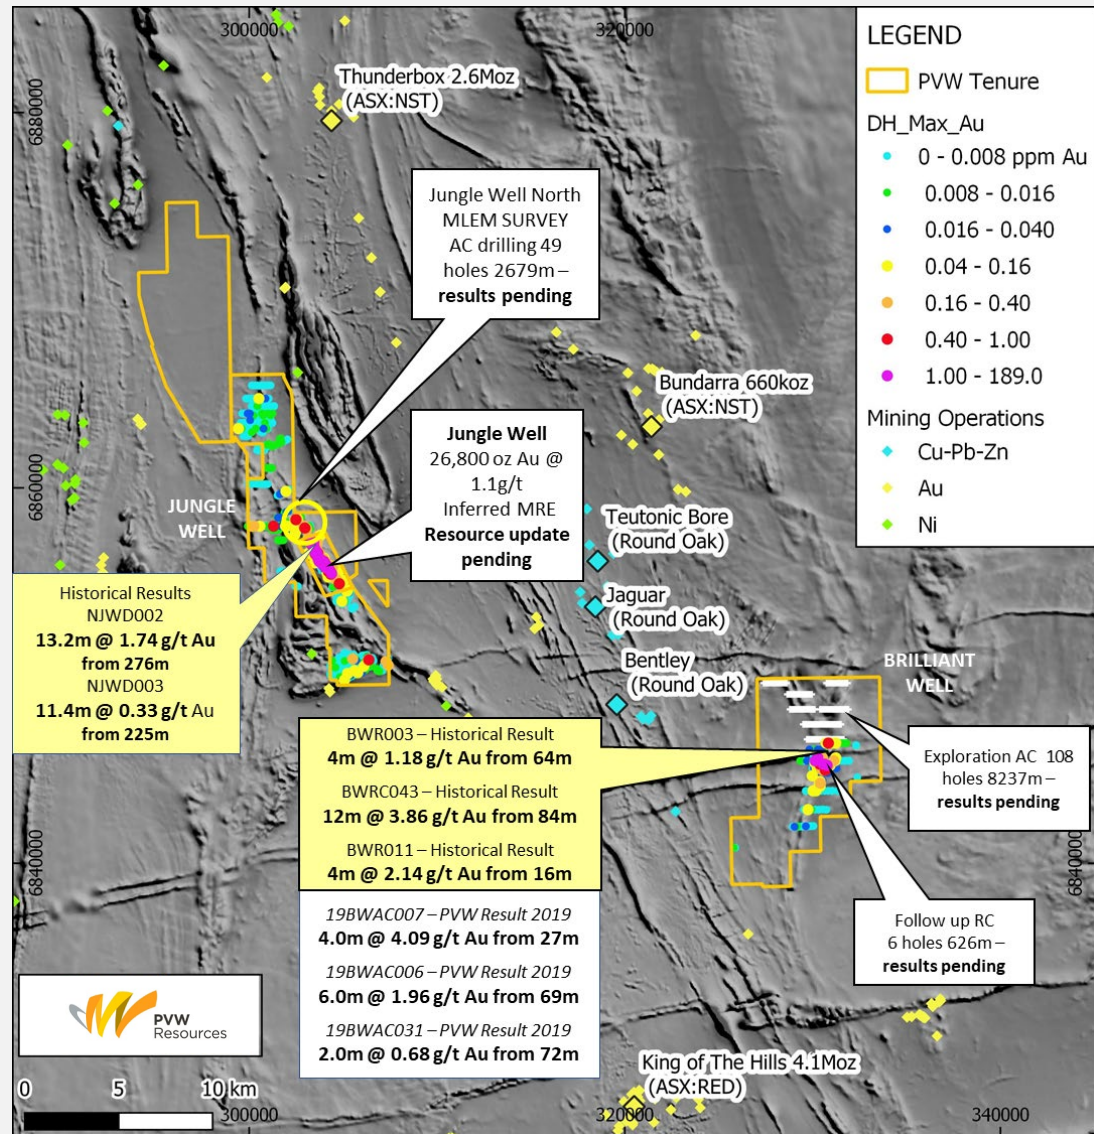 300000
320000
6880000
Thunderbox 2.6Moz
(ASX:NST)
LEGEND
PVW Tenure
DH_Max_Au
0 - 0.008 ppm Au
0.008 - 0.016
0.016 - 0.040
0.04 - 0.16
0.16 - 0.40
0.40 - 1.00
1.00 - 189.0
Mining Operations
Cu-Pb-Zn
Au
Ni
Jungle Well North
MLEM SURVEY
AC drilling 49
holes 2679m –
results pending
Bundarra 660koz
(ASX:NST)
Jungle Well
26,800 oz Au @
1.1g/t
Inferred MRE
Resource update
pending
6860000
JUNGLE
WELL
Teutonic Bore
(Round Oak)
Jaguar
(Round Oak)
Bentley
(Round Oak)
BRILLIANT
WELL
Historical Results
NJWD002
13.2m @ 1.74 g/t Au
from 276m
NJWD003
11.4m @ 0.33 g/t Au
from 225m
BWR003 – Historical Result
4m @ 1.18 g/t Au from 64m
BWRC043 – Historical Result
12m @ 3.86 g/t Au from 84m
BWR011 – Historical Result
4m @ 2.14 g/t Au from 16m
19BWAC007 – PVW Result 2019
4.0m @ 4.09 g/t Au from 27m
19BWAC006 – PVW Result 2019
6.0m @ 1.96 g/t Au from 69m
19BWAC031 – PVW Result 2019
2.0m @ 0.68 g/t Au from 72m
Exploration AC 108
holes 8237m –
results pending
6840000
6840000
Follow up RC
6 holes 626m –
results pending
PVW
Resources
King of The Hills 4.1Moz
(ASX:RED)
0 5 10 km
300000
320000
340000